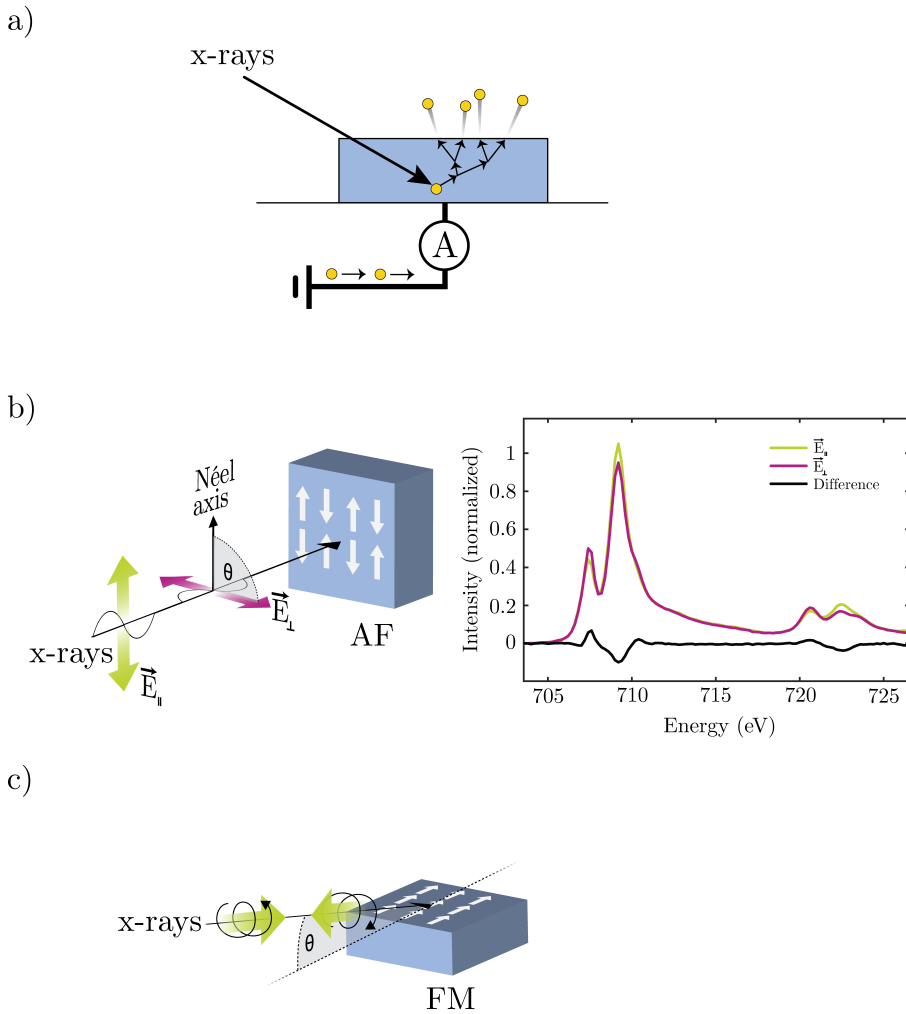 a)
x-rays
A
b)
Néel
axis
θ
E⊥
x-rays
E∥
AF
Intensity (normalized)
1
0.8
0.6
0.4
0.2
0
E∥
E⊥
Difference
705
710
715
720
725
Energy (eV)
c)
x-rays
θ
FM